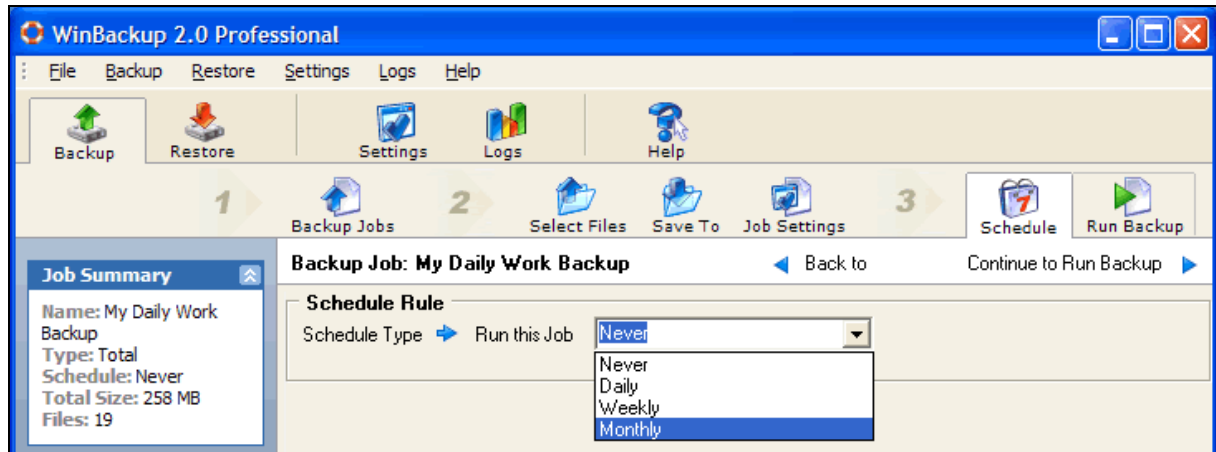 WinBackup 2.0 Professional
File Backup Restore Settings Logs Help
Backup Restore Settings Logs Help
1 Backup Jobs 2 Select Files Save To Job Settings 3 Schedule Run Backup
Job Summary
Name: My Daily Work
Backup
Type: Total
Schedule: Never
Total Size: 258 MB
Files: 19
Backup Job: My Daily Work Backup Back to Continue to Run Backup
Schedule Rule
Schedule Type Run this Job Never
Never
Daily
Weekly
Monthly